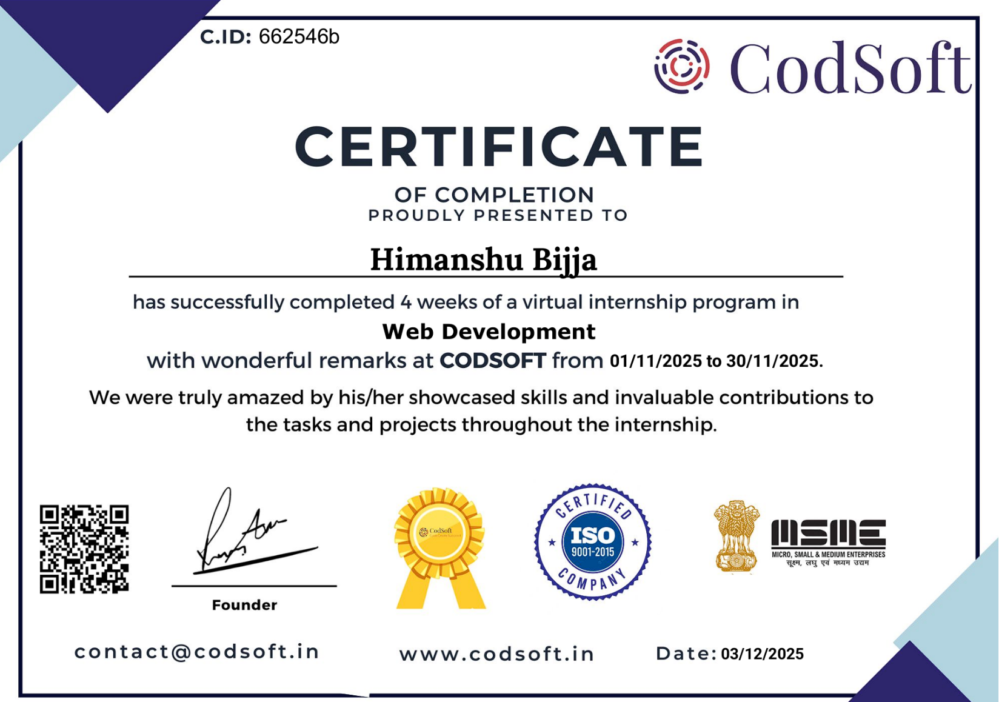 C.ID: 662546b
CodSoft
CERTIFICATE
OF COMPLETION
PROUDLY PRESENTED TO
Himanshu Bijja
has successfully completed 4 weeks of a virtual internship program in
Web Development
with wonderful remarks at CODSOFT from 01/11/2025 to 30/11/2025.
We were truly amazed by his/her showcased skills and invaluable contributions to
the tasks and projects throughout the internship.
Founder
CodSoft
CERTIFIED
ISO
9001-2015
COMPANY
MSME
MICRO, SMALL & MEDIUM ENTERPRISES
सूक्ष्म, लघु एवं मध्यम उद्यम
contact@codsoft.in
www.codsoft.in
Date: 03/12/2025